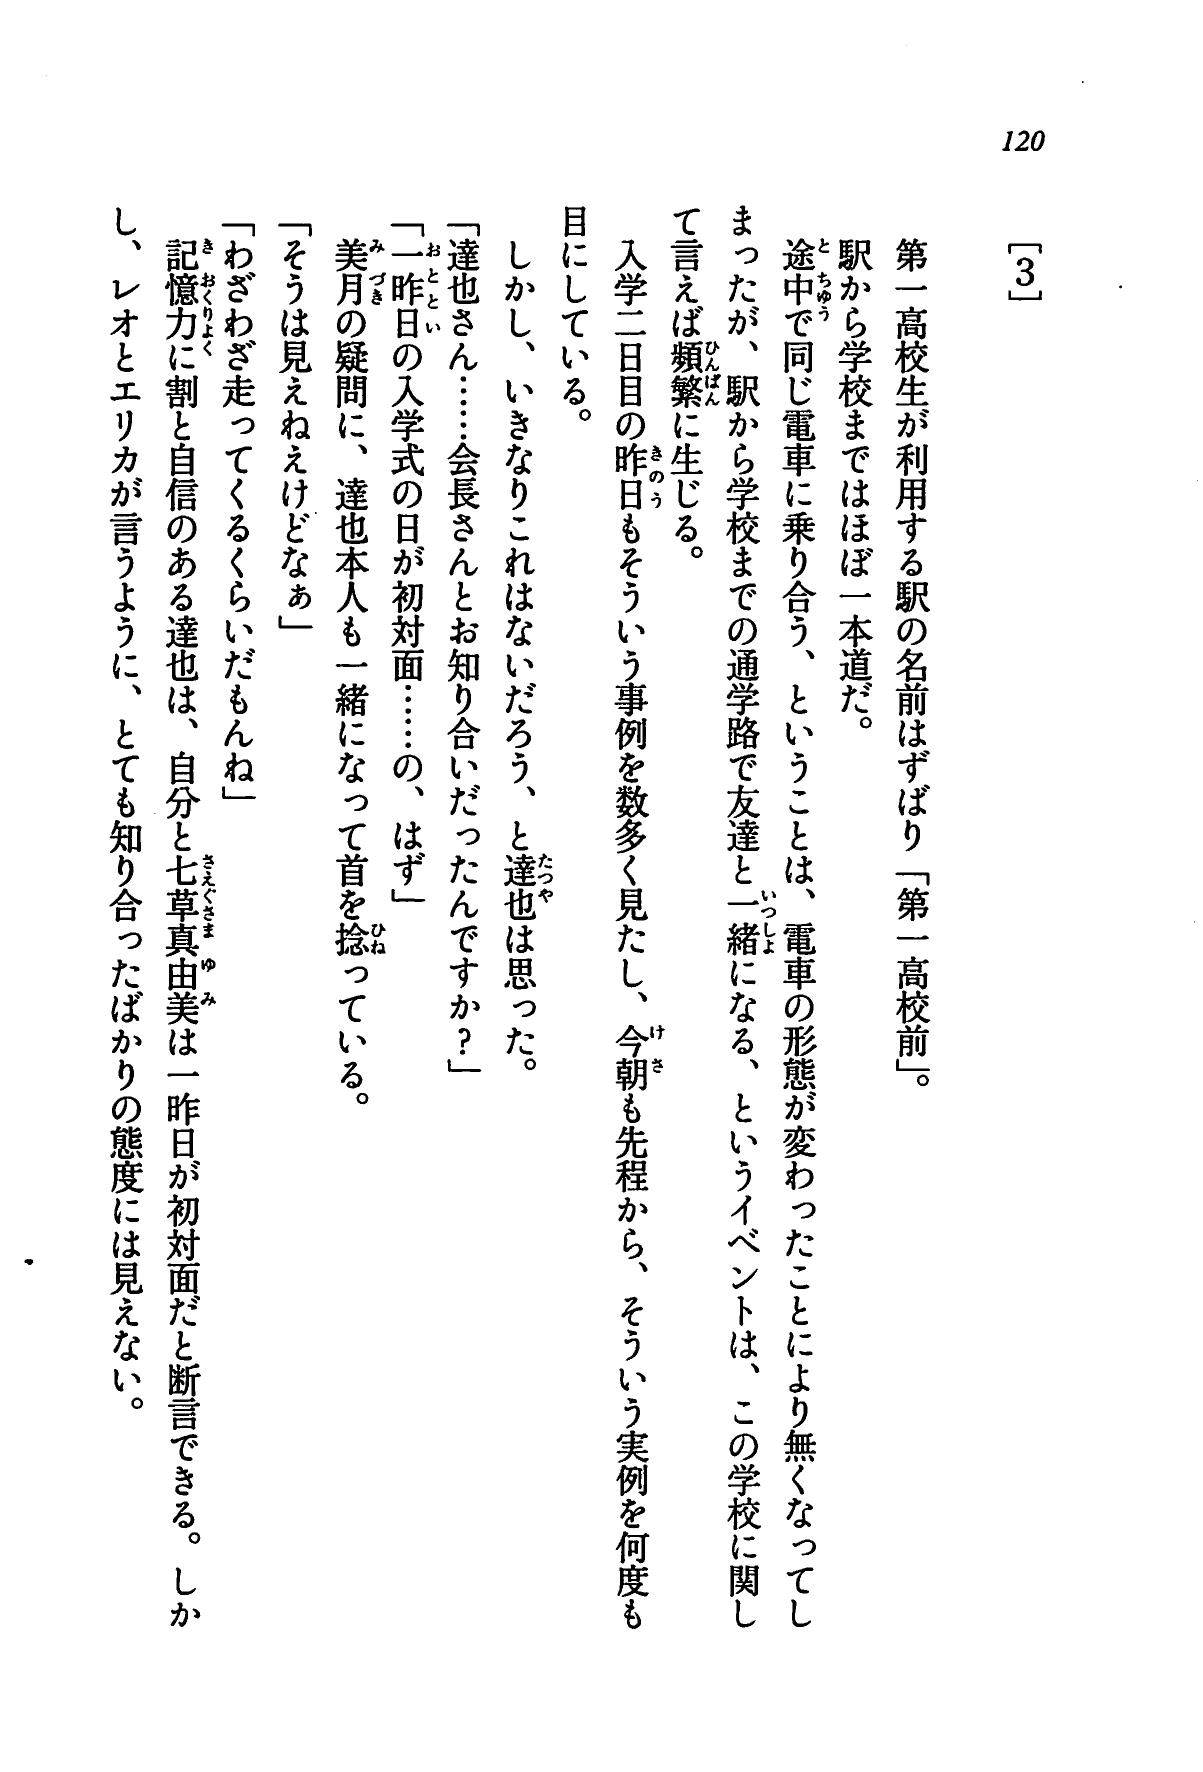 120
[3]
第一高校生が利用する駅の名前はずばり「第一高校前」。
駅から学校まではほぼ一本道だ。
途中で同じ電車に乗り合う、ということは、電車の形態が変わったことにより無くなってし
まったが、駅から学校までの通学路で友達と一緒になる、というイベントは、この学校に関し
て言えば頻繁に生じる。
入学二日目の昨日もそういう事例を数多く見たし、今朝も先程から、そういう実例を何度も
目にしている。
しかし、いきなりこれはないだろう、と達也は思った。
「達也さん……会長さんとお知り合いだったんですか?」
「一昨日の入学式の日が初対面……の、はず」
美月の疑問に、達也本人も一緒になって首を捻っている。
「そうは見えねえけどなぁ」
「わざわざ走ってくるくらいだもんね」
記憶力に割と自信のある達也は、自分と七草真由美は一昨日が初対面だと断言できる。しか
し、レオとエリカが言うように、とても知り合ったばかりの態度には見えない。